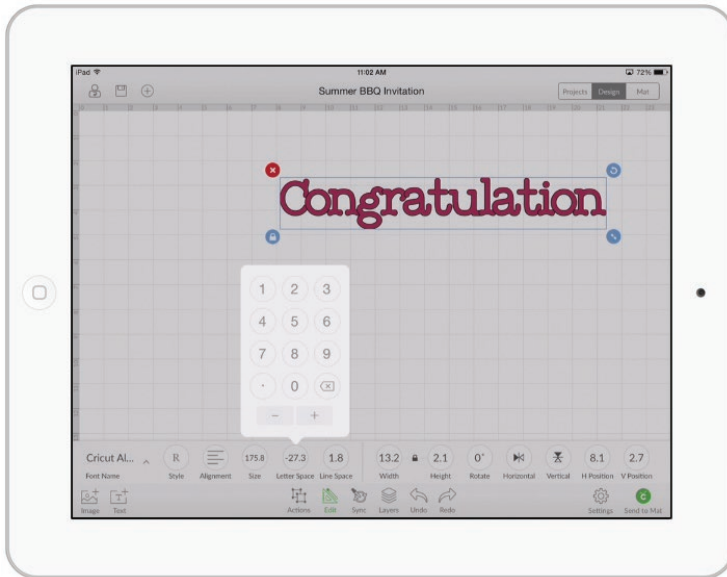 iPad 11:02 AM 72%
Summer BBQ Invitation Projects Design Mat
Congratulation
1 2 3
4 5 6
7 8 9
. 0
− +
Cricut Al... R 175.8 -27.3 1.8 13.2 2.1 0° 8.1 2.7
Font Name Style Alignment Size Letter Space Line Space Width Height Rotate Horizontal Vertical H Position V Position
Image Text Actions Edit Sync Layers Undo Redo Settings Send to Mat